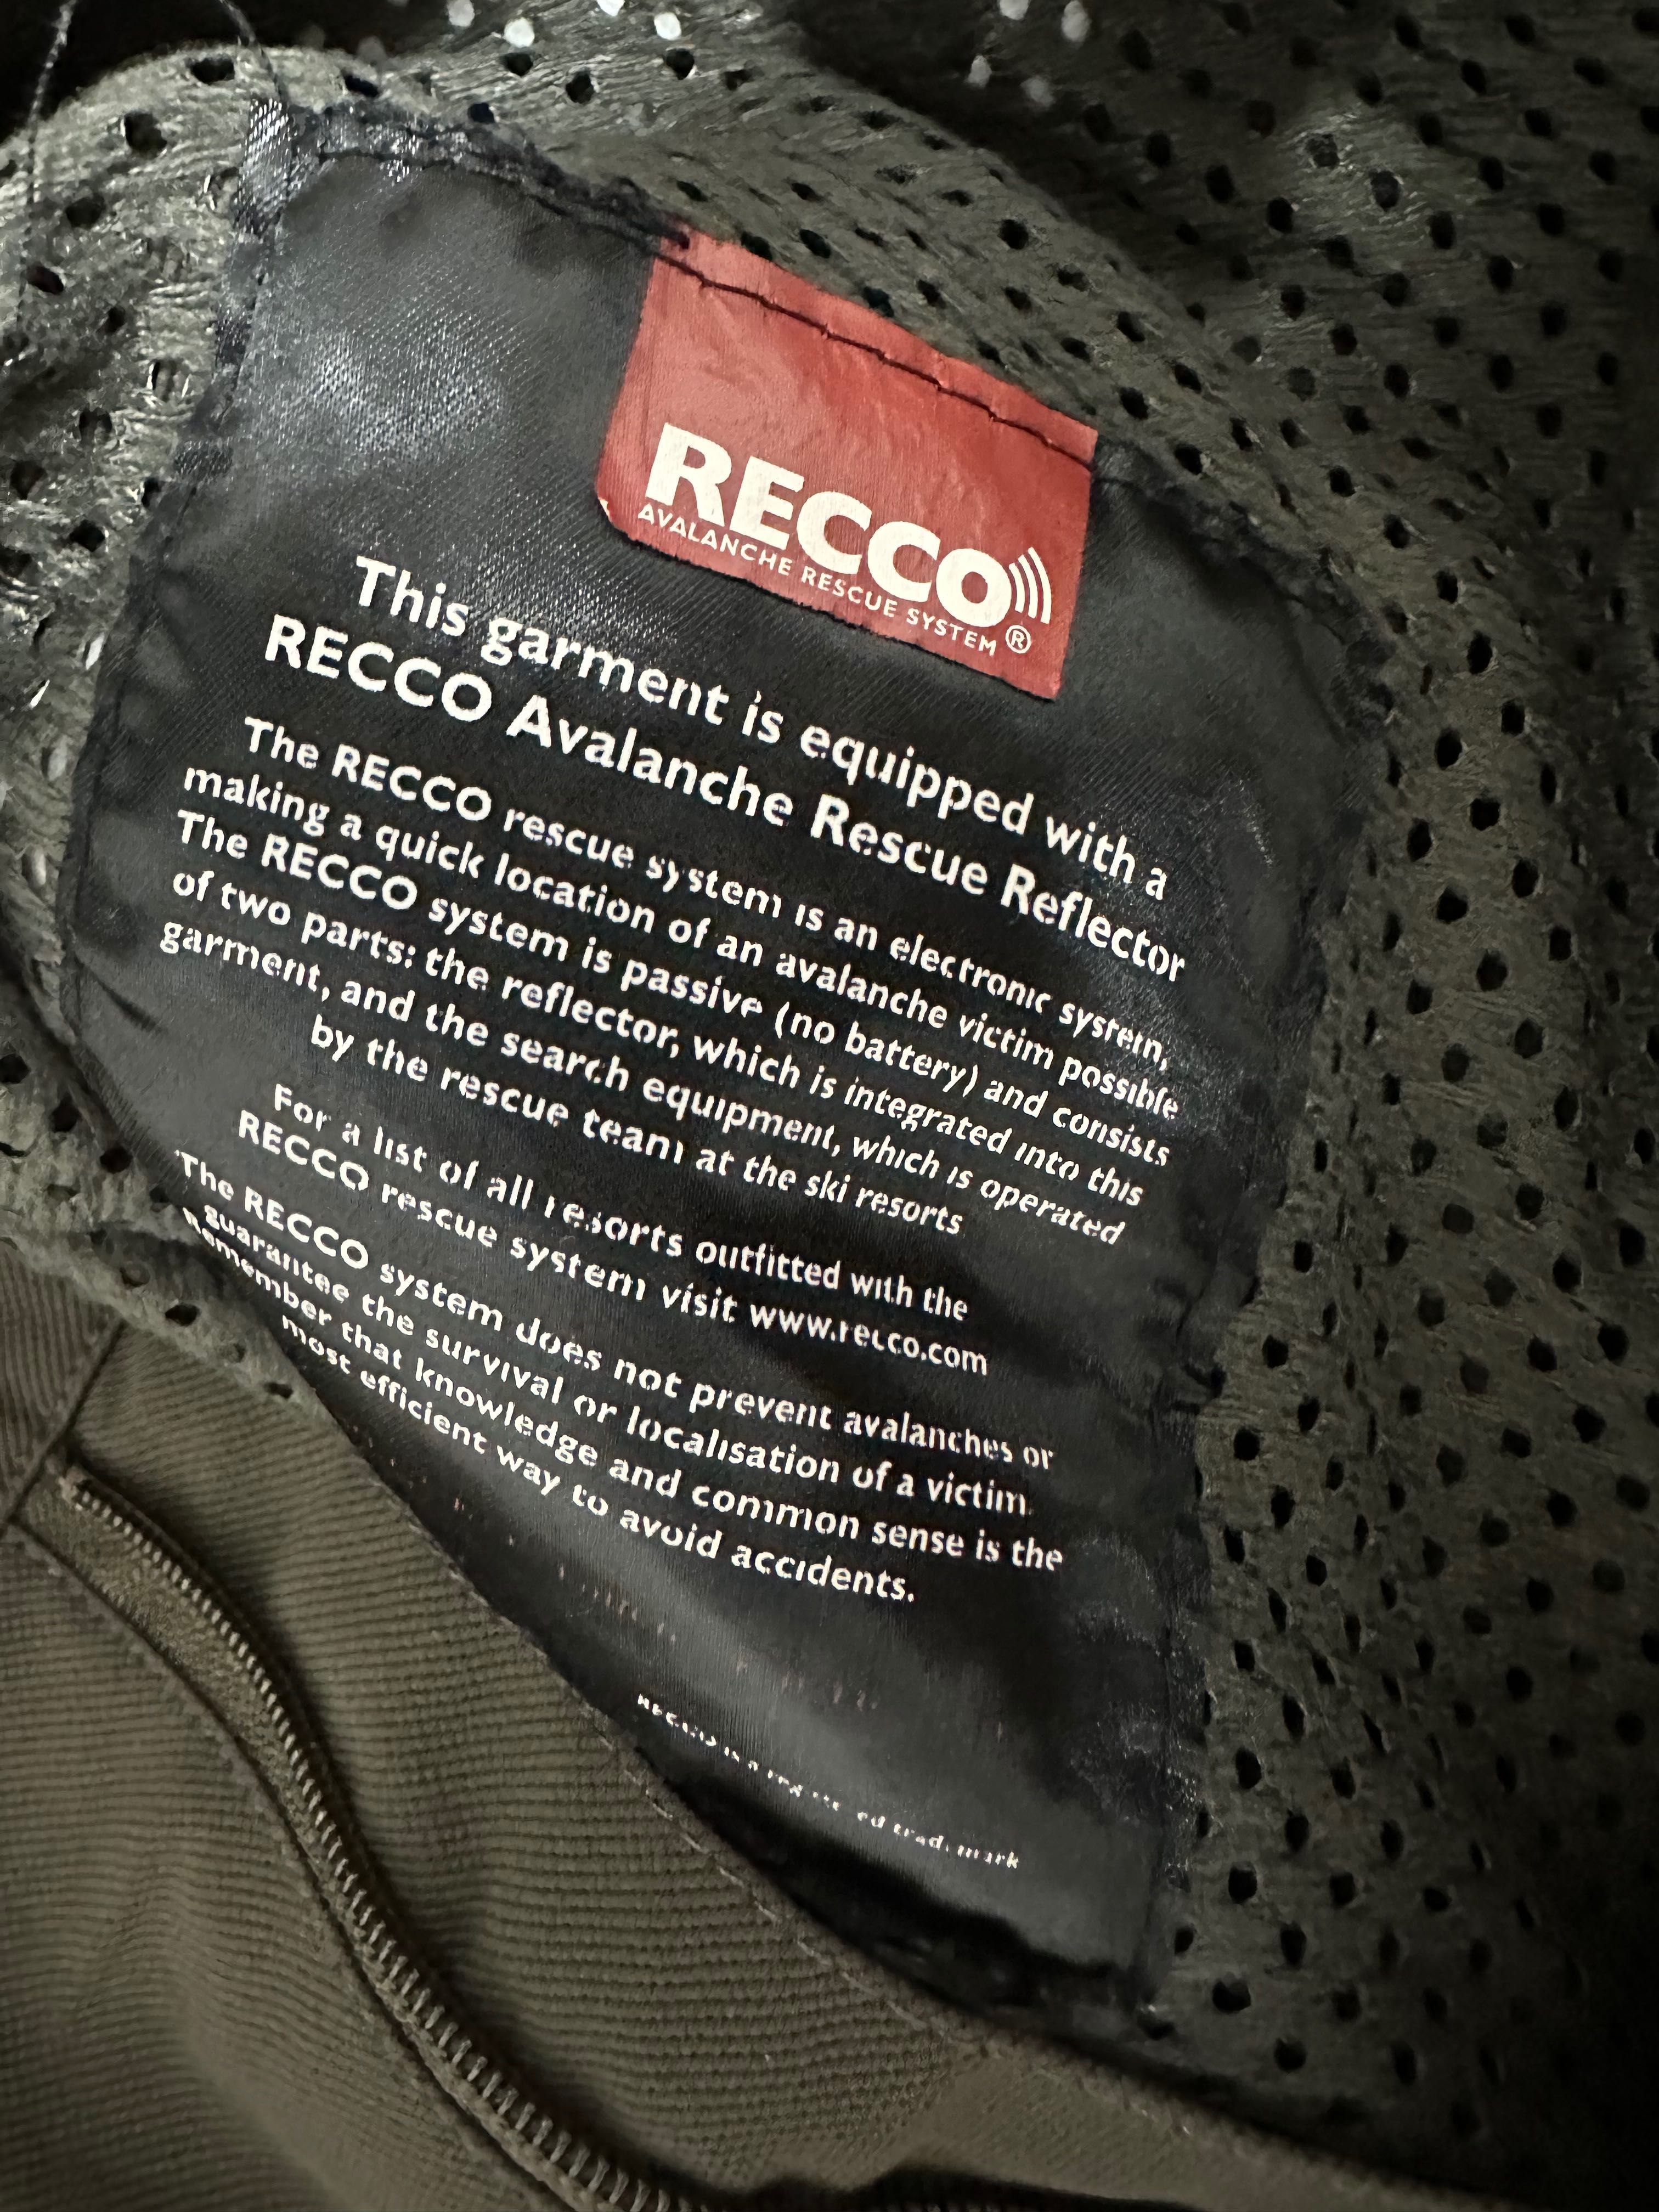 RECCO
AVALANCHE RESCUE SYSTEM ®
This garment is equipped with a
RECCO Avalanche Rescue Reflector
The RECCO rescue system is an electronic system,
making a quick location of an avalanche victim possible
The RECCO system is passive (no battery) and consists
of two parts: the reflector, which is integrated into this
garment, and the search equipment, which is operated
by the rescue team at the ski resorts
For a list of all resorts outfitted with the
RECCO rescue system visit www.recco.com
The RECCO system does not prevent avalanches or
guarantee the survival or localisation of a victim.
Remember that knowledge and common sense is the
most efficient way to avoid accidents.
RECCO is a registered trademark